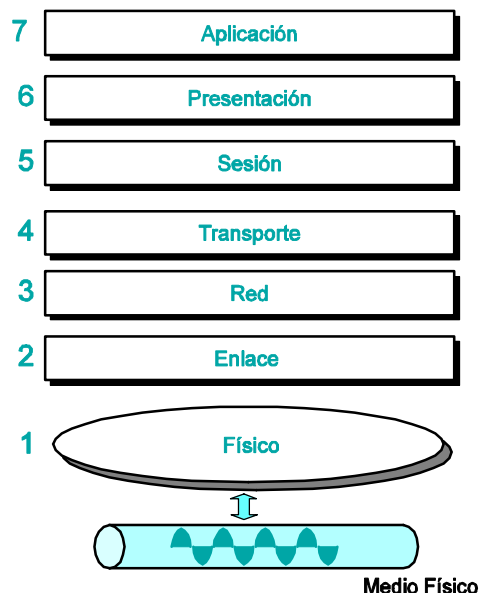 7 Aplicación
6 Presentación
5 Sesión
4 Transporte
3 Red
2 Enlace
1 Físico
Medio Físico